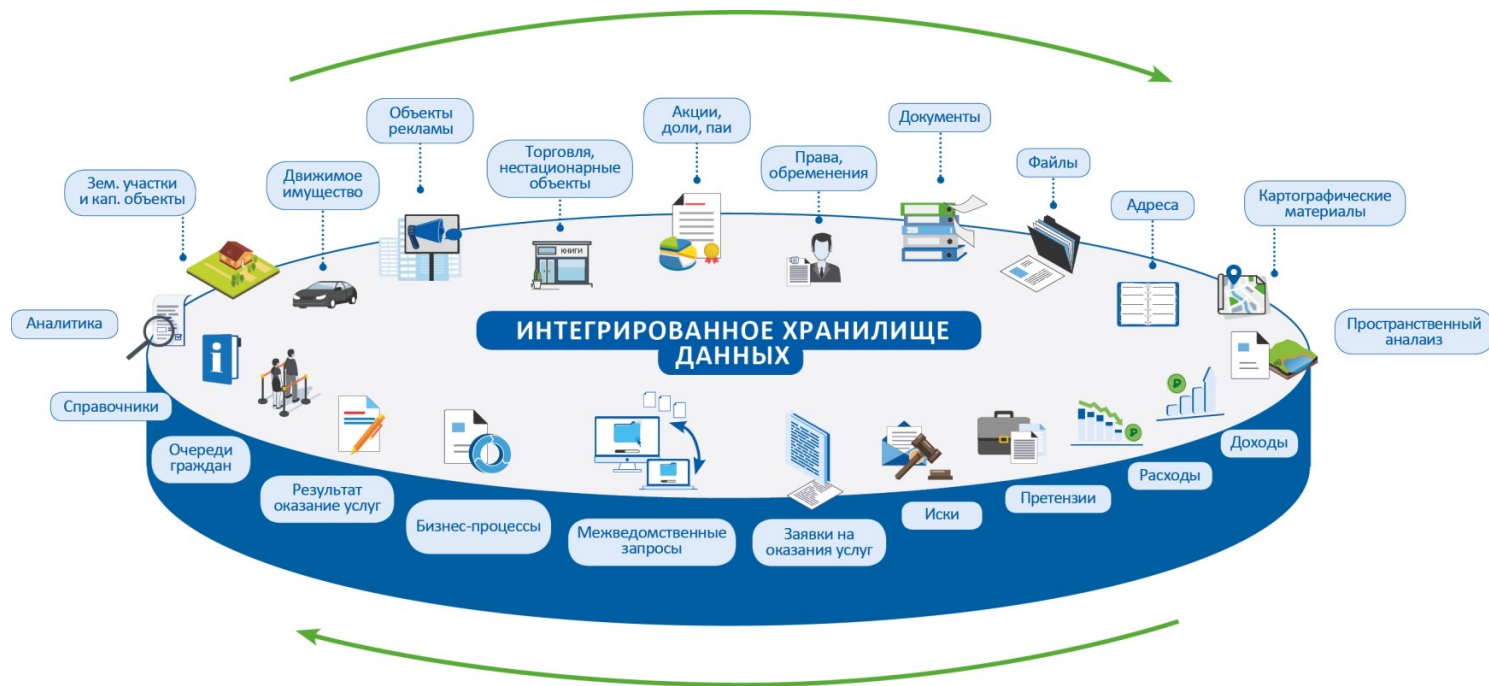 Объекты
рекламы
Акции,
доли, паи
Документы
Торговля,
нестационарные
объекты
Права,
обременения
Файлы
Зем. участки
и кап. объекты
Движимое
имущество
Адреса
Картографические
материалы
КНИГИ
Аналитика
ИНТЕГРИРОВАННОЕ ХРАНИЛИЩЕ
ДАННЫХ
Пространственный
аналаиз
Справочники
Очереди
граждан
Результат
оказание услуг
Бизнес-процессы
Межведомственные
запросы
Заявки на
оказания услуг
Иски
Претензии
Расходы
Доходы
i
₽
₽